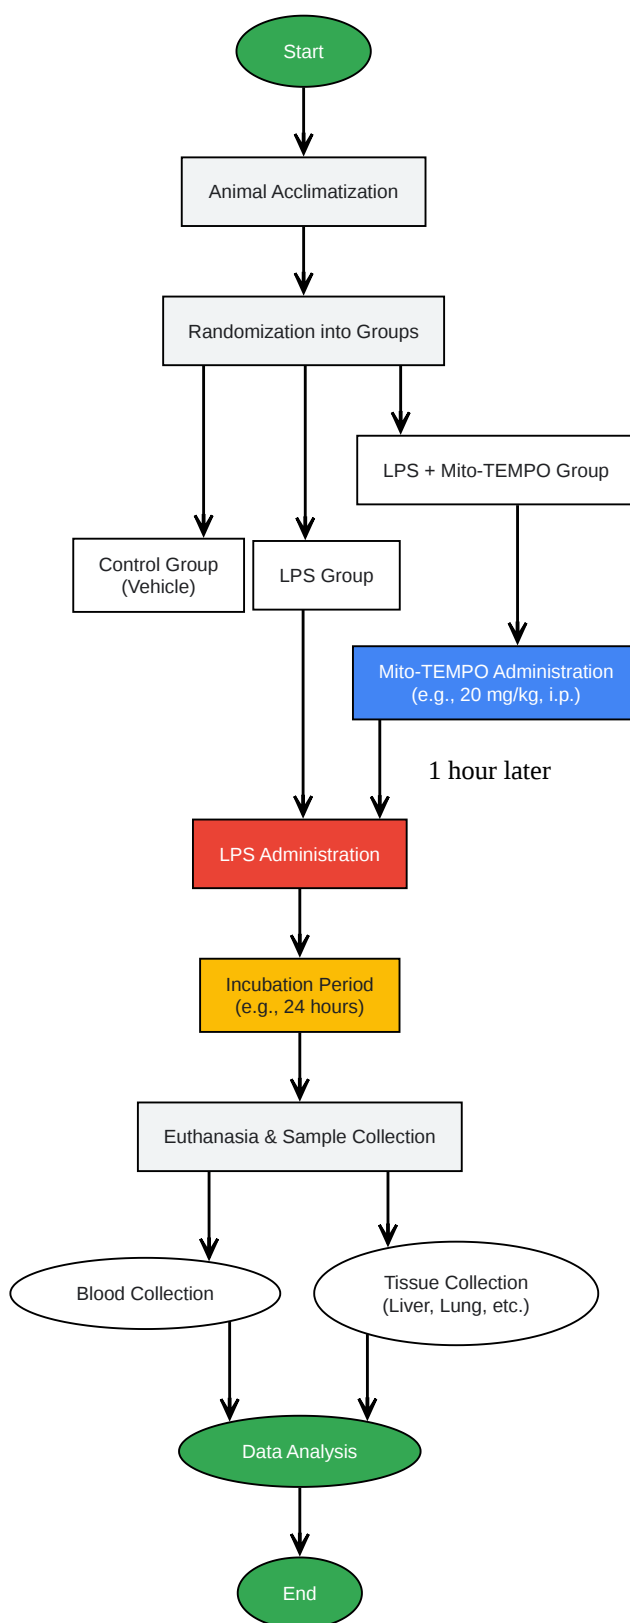 Start
Animal Acclimatization
Randomization into Groups
LPS + Mito-TEMPO Group
Control Group
(Vehicle)
LPS Group
Mito-TEMPO Administration
(e.g., 20 mg/kg, i.p.)
1 hour later
LPS Administration
Incubation Period
(e.g., 24 hours)
Euthanasia & Sample Collection
Blood Collection
Tissue Collection
(Liver, Lung, etc.)
Data Analysis
End